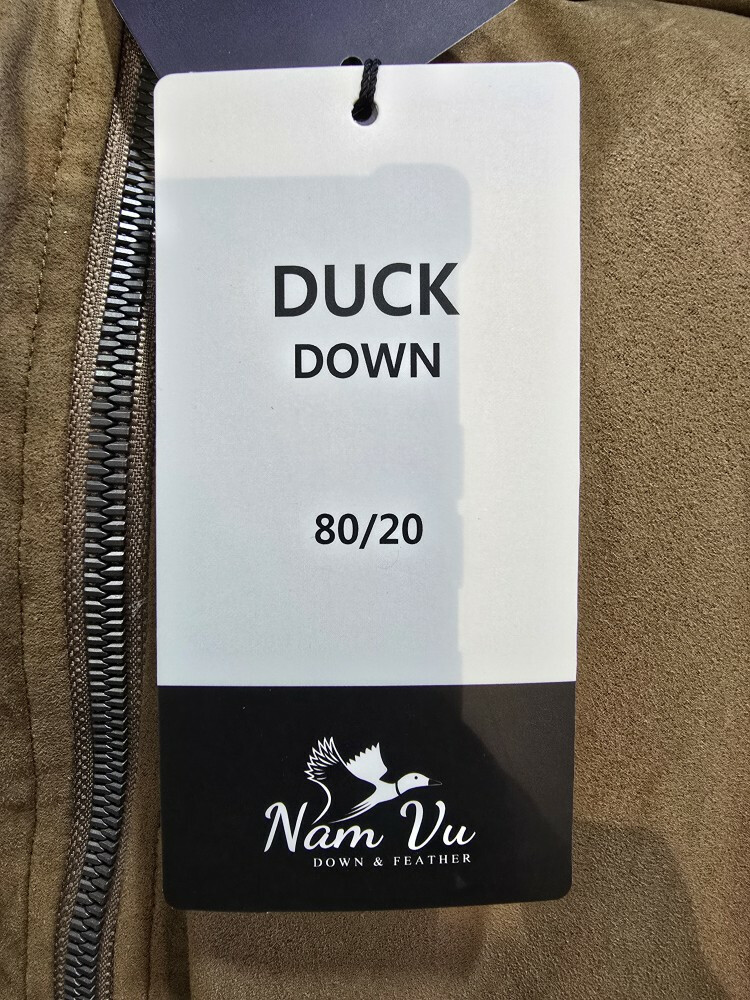 DUCK
DOWN
80/20
Nam Vu
DOWN & FEATHER